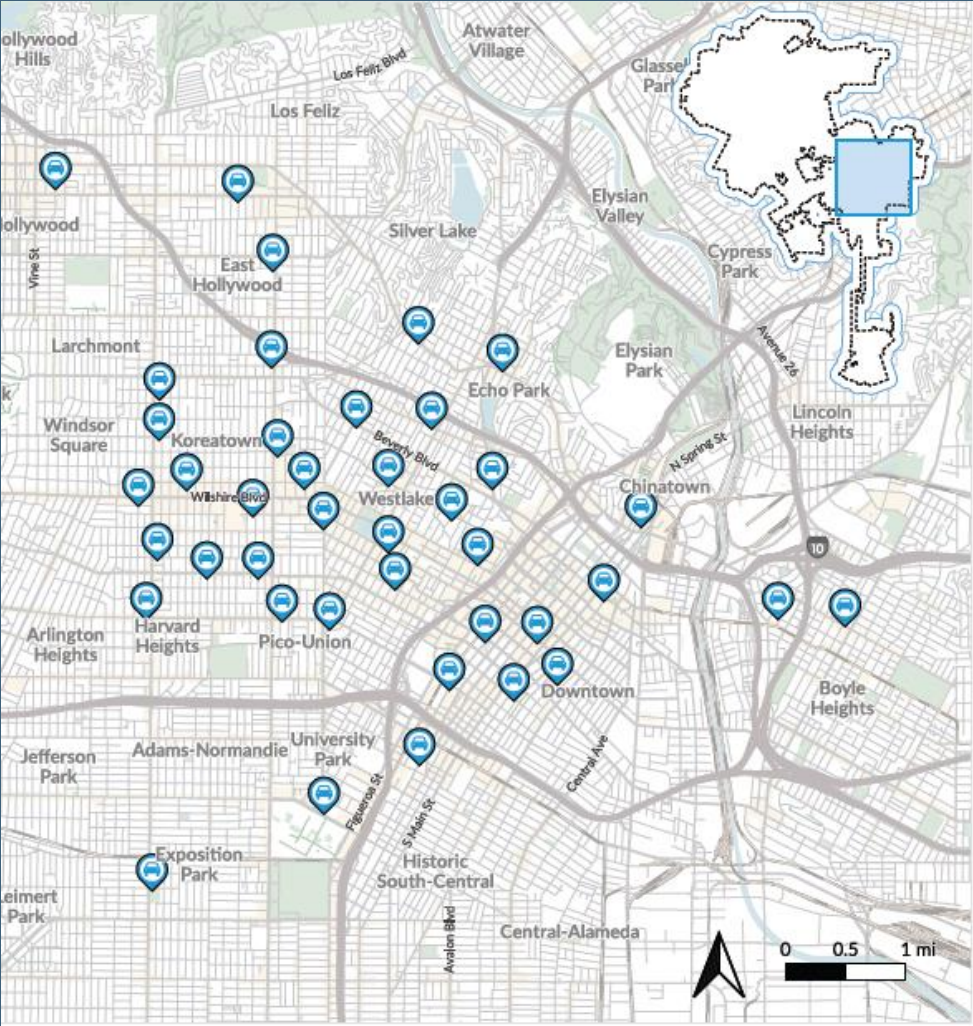 ollywood
Hills
Atwater
Village
Los Feliz Blvd
Glassel
Park
Los Feliz
ollywood
Vine St
Elysian
Valley
Silver Lake
East
Hollywood
Cypress
Park
Larchmont
Elysian
Park
Avenue 26
k
Echo Park
Windsor
Square
Koreatown
Beverly Blvd
Lincoln
Heights
N Spring St
Wilshire Blvd
Westlake
Chinatown
10
Arlington
Heights
Harvard
Heights
Pico-Union
Downtown
Boyle
Heights
Jefferson
Park
Adams-Normandie
University
Park
Central Ave
Figueroa St
S Main St
Exposition
Park
Historic
South-Central
eimert
Park
Avalon Blvd
Central-Alameda
0 0.5 1 mi